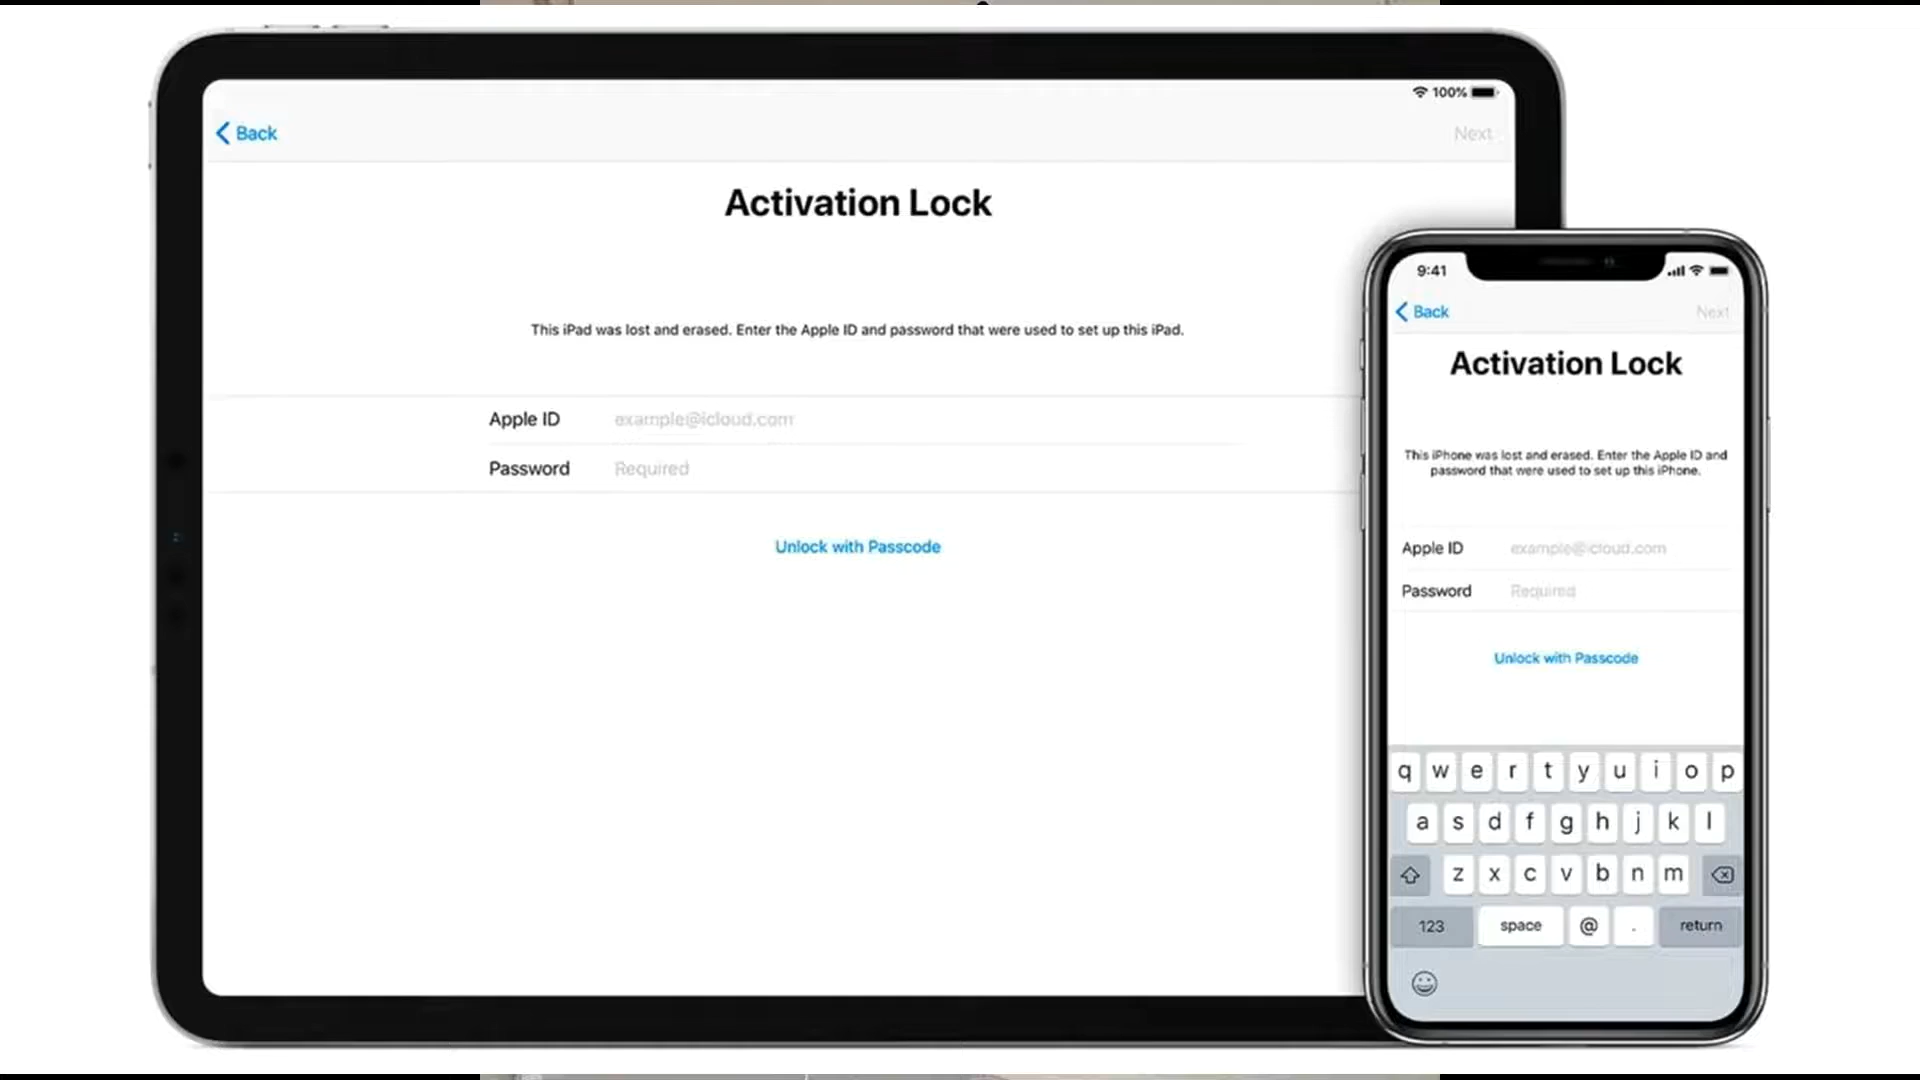 100%
Back
Next
Activation Lock
This iPad was lost and erased. Enter the Apple ID and password that were used to set up this iPad.
Apple ID example@icloud.com
Password Required
Unlock with Passcode
9:41
Back
Next
Activation Lock
This iPhone was lost and erased. Enter the Apple ID and
password that were used to set up this iPhone.
Apple ID example@icloud.com
Password Required
Unlock with Passcode
q w e r t y u i o p
a s d f g h j k l
z x c v b n m
123 space @ . return